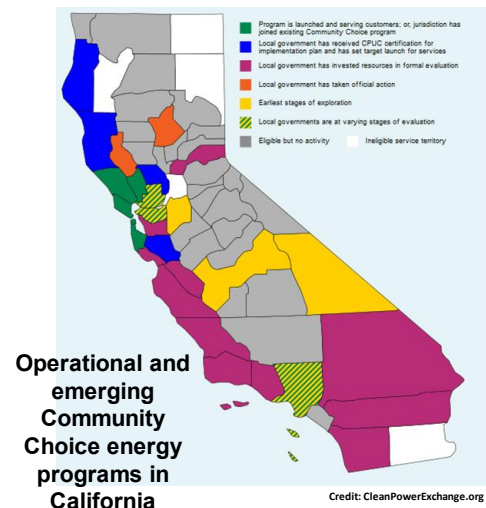 Program is launched and serving customers; or, jurisdiction has
joined existing Community Choice program
Local government has received CPUC certification for
implementation plan and has set target launch for services
Local government has invested resources in formal evaluation
Local government has taken official action
Earliest stages of exploration
Local governments are at varying stages of evaluation
Eligible but no activity
Ineligible service territory
Operational and
emerging
Community
Choice energy
programs in
California
Credit: CleanPowerExchange.org